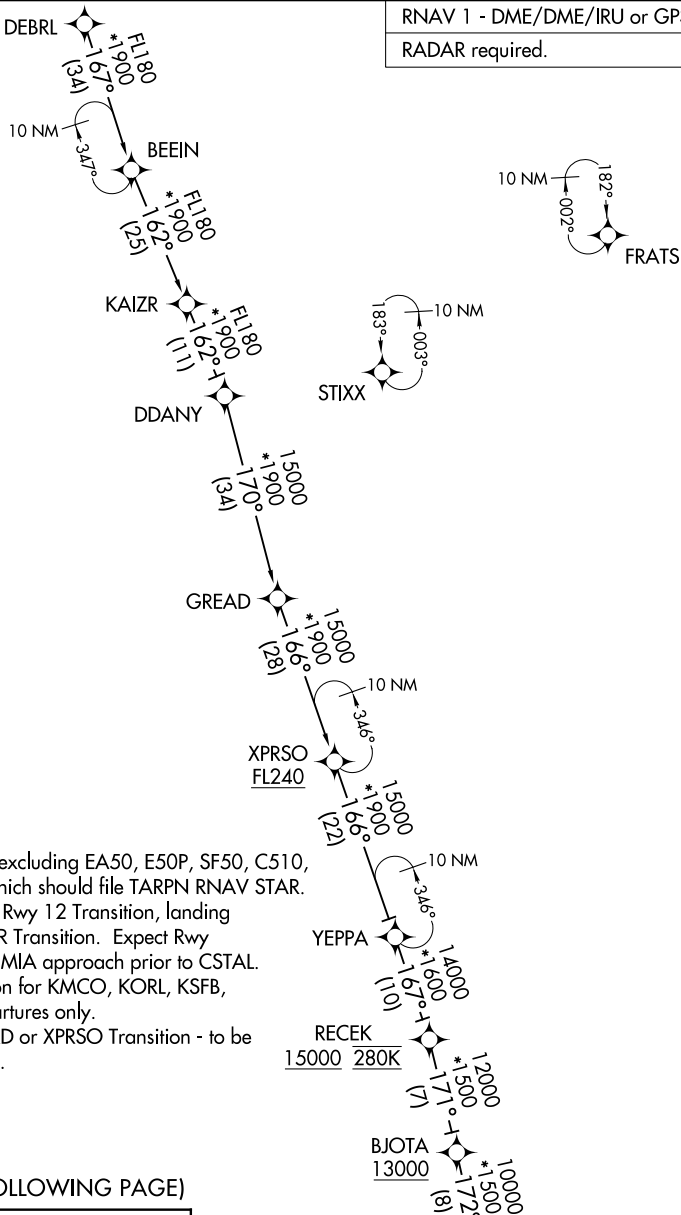 RNAV 1 - DME/DME/IRU or GPS
RADAR required.
DEBRL
FL180
*1900
167°
(34)
10 NM
347°
BEEIN
FL180
*1900
162°
(25)
10 NM
182°
002°
FRATS
KAIZR
FL180
*1900
162°
(11)
10 NM
183°
003°
STIXX
DDANY
15000
*1900
170°
(34)
GREAD
15000
*1900
166°
(28)
10 NM
346°
XPRSO
FL240
15000
*1900
166°
(22)
10 NM
346°
excluding EA50, E50P, SF50, C510,
which should file TARPN RNAV STAR.
Rwy 12 Transition, landing
R Transition. Expect Rwy
MIA approach prior to CSTAL.
on for KMCO, KORL, KSFB,
artures only.
D or XPRSO Transition - to be
YEPPA
14000
*1600
167°
(10)
RECEK
15000 280K
12000
*1500
171°
(7)
BJOTA
13000
10000
*1500
172°
(8)
OLLOWING PAGE)